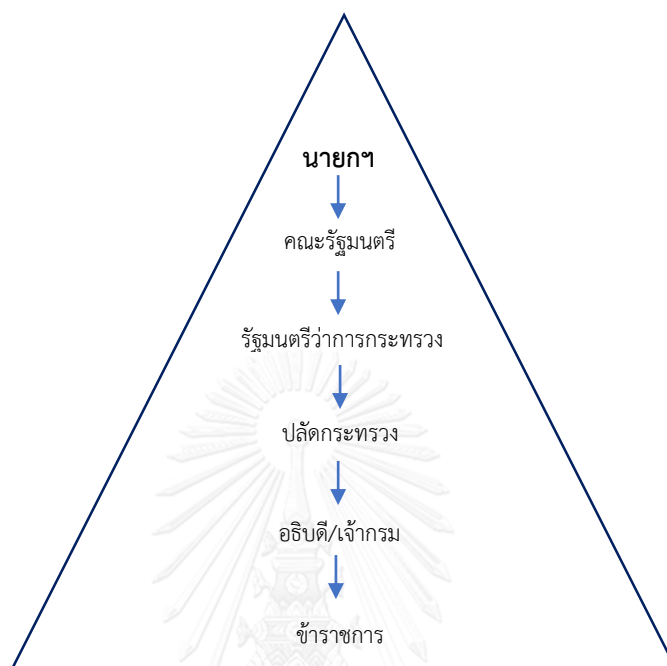 นายกฯ
คณะรัฐมนตรี
รัฐมนตรีว่าการกระทรวง
ปลัดกระทรวง
อธิบดี/เจ้ากรม
ข้าราชการ